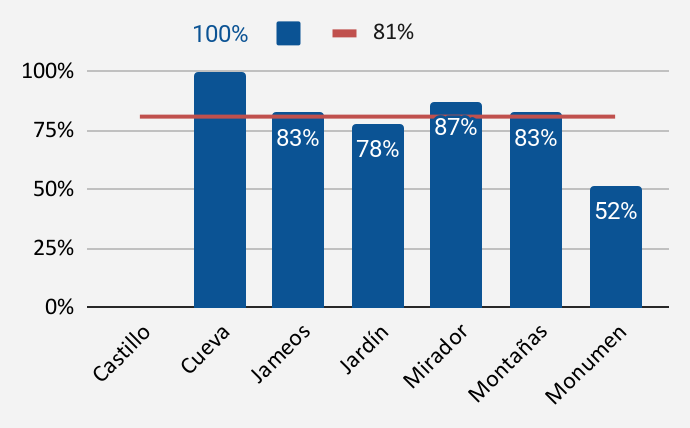 100% 81%
100%
75%
50%
25%
0%
83%
78%
87%
83%
52%
Castillo
Cueva
Jameos
Jardín
Mirador
Montañas
Monumen